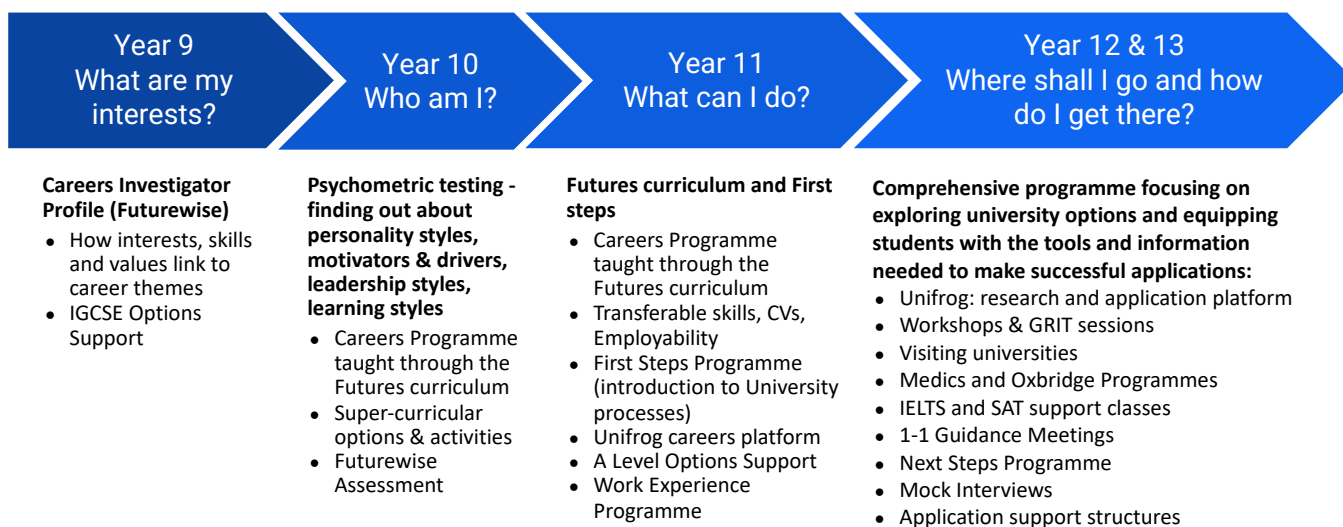 Year 9
What are my
interests?
Year 10
Who am I?
Year 11
What can I do?
Year 12 & 13
Where shall I go and how
do I get there?
Careers Investigator
Profile (Futurewise)
• How interests, skills
and values link to
career themes
• IGCSE Options
Support
Psychometric testing -
finding out about
personality styles,
motivators & drivers,
leadership styles,
learning styles
• Careers Programme
taught through the
Futures curriculum
• Super-curricular
options & activities
• Futurewise
Assessment
Futures curriculum and First
steps
• Careers Programme
taught through the
Futures curriculum
• Transferable skills, CVs,
Employability
• First Steps Programme
(introduction to University
processes)
• Unifrog careers platform
• A Level Options Support
• Work Experience
Programme
Comprehensive programme focusing on
exploring university options and equipping
students with the tools and information
needed to make successful applications:
• Unifrog: research and application platform
• Workshops & GRIT sessions
• Visiting universities
• Medics and Oxbridge Programmes
• IELTS and SAT support classes
• 1-1 Guidance Meetings
• Next Steps Programme
• Mock Interviews
• Application support structures